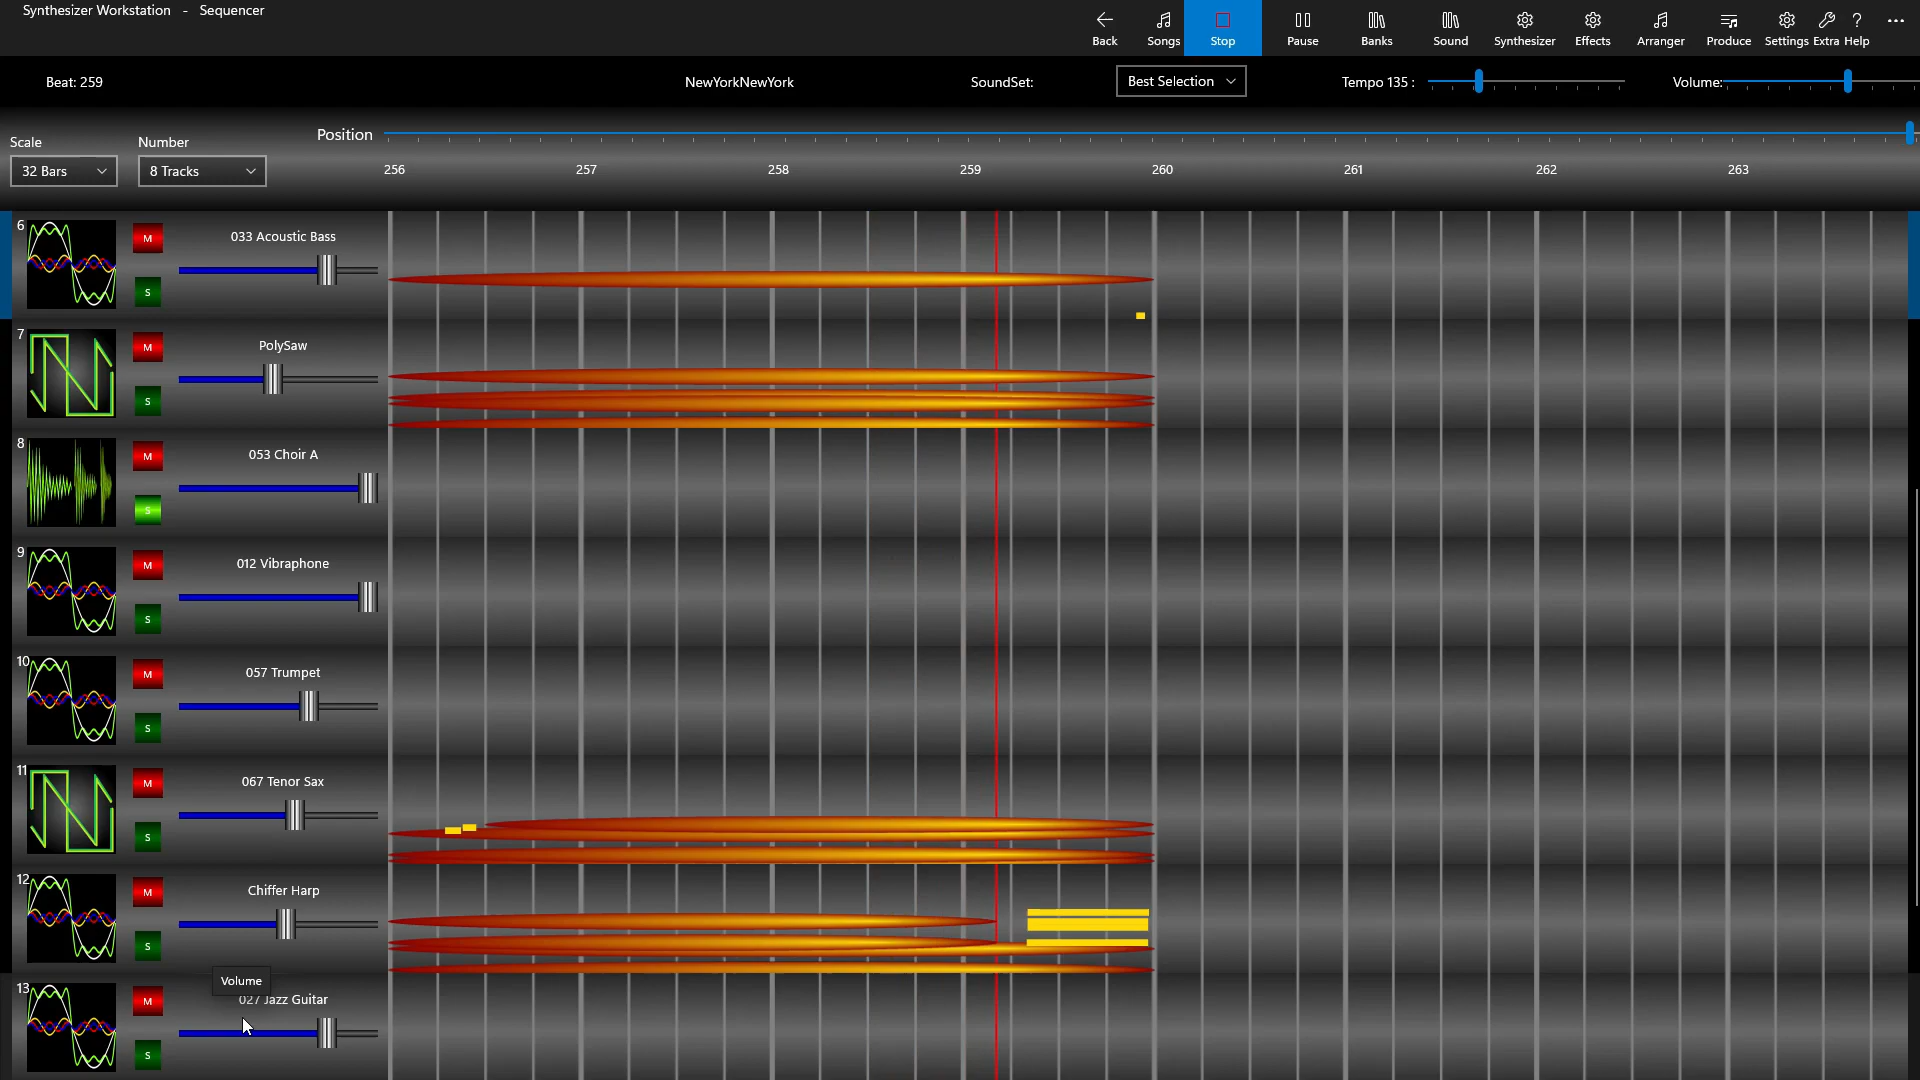 Synthesizer Workstation - Sequencer
Back Songs Stop Pause Banks Sound Synthesizer Effects Arranger Produce Settings Extra Help
Beat: 259 NewYorkNewYork SoundSet: Best Selection Tempo 135 : Volume:
Scale Number Position
32 Bars 8 Tracks
256 257 258 259 260 261 262 263
6
M 033 Acoustic Bass
S
7
M PolySaw
S
8
M 053 Choir A
S
9
M 012 Vibraphone
S
10
M 057 Trumpet
S
11
M 067 Tenor Sax
S
12
M Chiffer Harp
S
Volume
13
M 027 Jazz Guitar
S